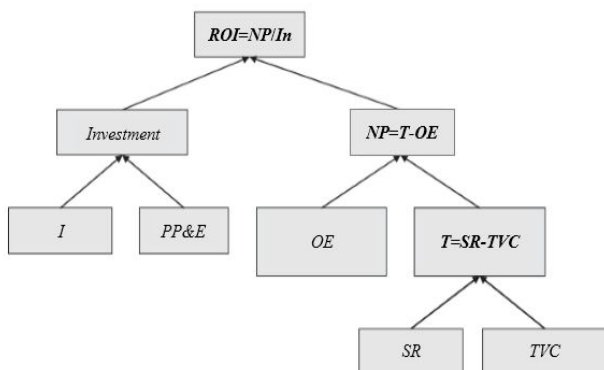 ROI=NP/In
Investment
NP=T-OE
I
PP&E
OE
T=SR-TVC
SR
TVC